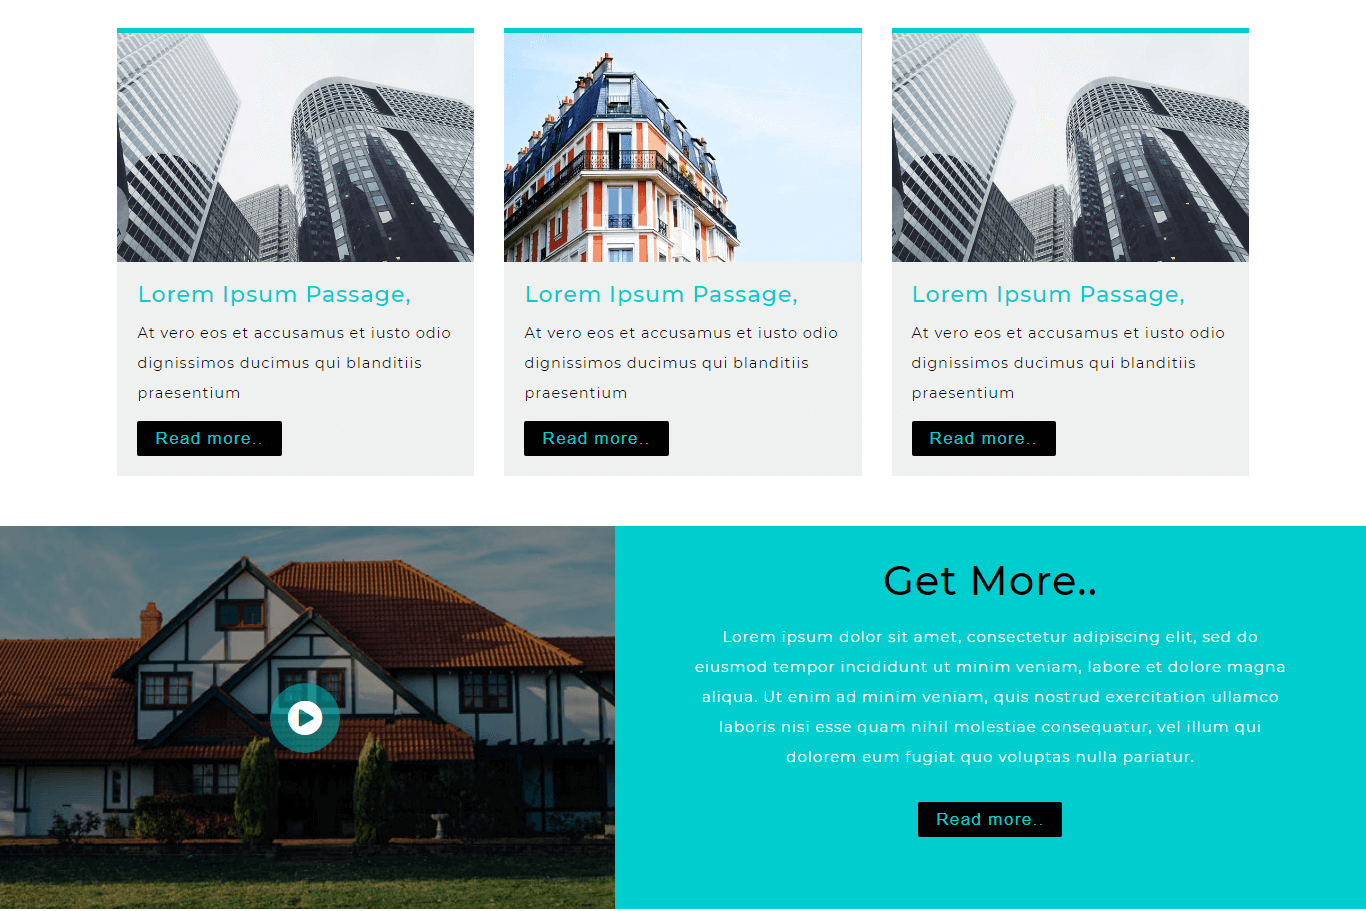 Lorem Ipsum Passage,
At vero eos et accusamus et iusto odio
dignissimos ducimus qui blanditiis
praesentium
Read more..
Lorem Ipsum Passage,
At vero eos et accusamus et iusto odio
dignissimos ducimus qui blanditiis
praesentium
Read more..
Lorem Ipsum Passage,
At vero eos et accusamus et iusto odio
dignissimos ducimus qui blanditiis
praesentium
Read more..
Get More..
Lorem ipsum dolor sit amet, consectetur adipiscing elit, sed do
eiusmod tempor incididunt ut minim veniam, labore et dolore magna
aliqua. Ut enim ad minim veniam, quis nostrud exercitation ullamco
laboris nisi esse quam nihil molestiae consequatur, vel illum qui
dolorem eum fugiat quo voluptas nulla pariatur.
Read more..